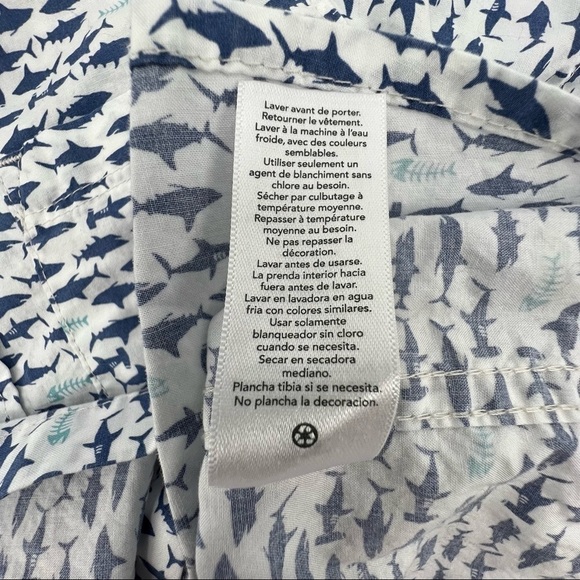 Laver avant de porter.
Retourner le vêtement.
Laver à la machine à l'eau
froide, avec des couleurs
semblables.
Utiliser seulement un
agent de blanchiment sans
chlore au besoin.
Sécher par culbutage à
température moyenne.
Repasser à température
moyenne au besoin.
Ne pas repasser la
décoration.
Lavar antes de usarse.
La prenda interior hacia
fuera antes de lavar.
Lavar en lavadora en agua
fria con colores similares.
Usar solamente
blanqueador sin cloro
cuando se necesita.
Secar en secadora
mediano.
Plancha tibia si se necesita.
No plancha la decoracion.